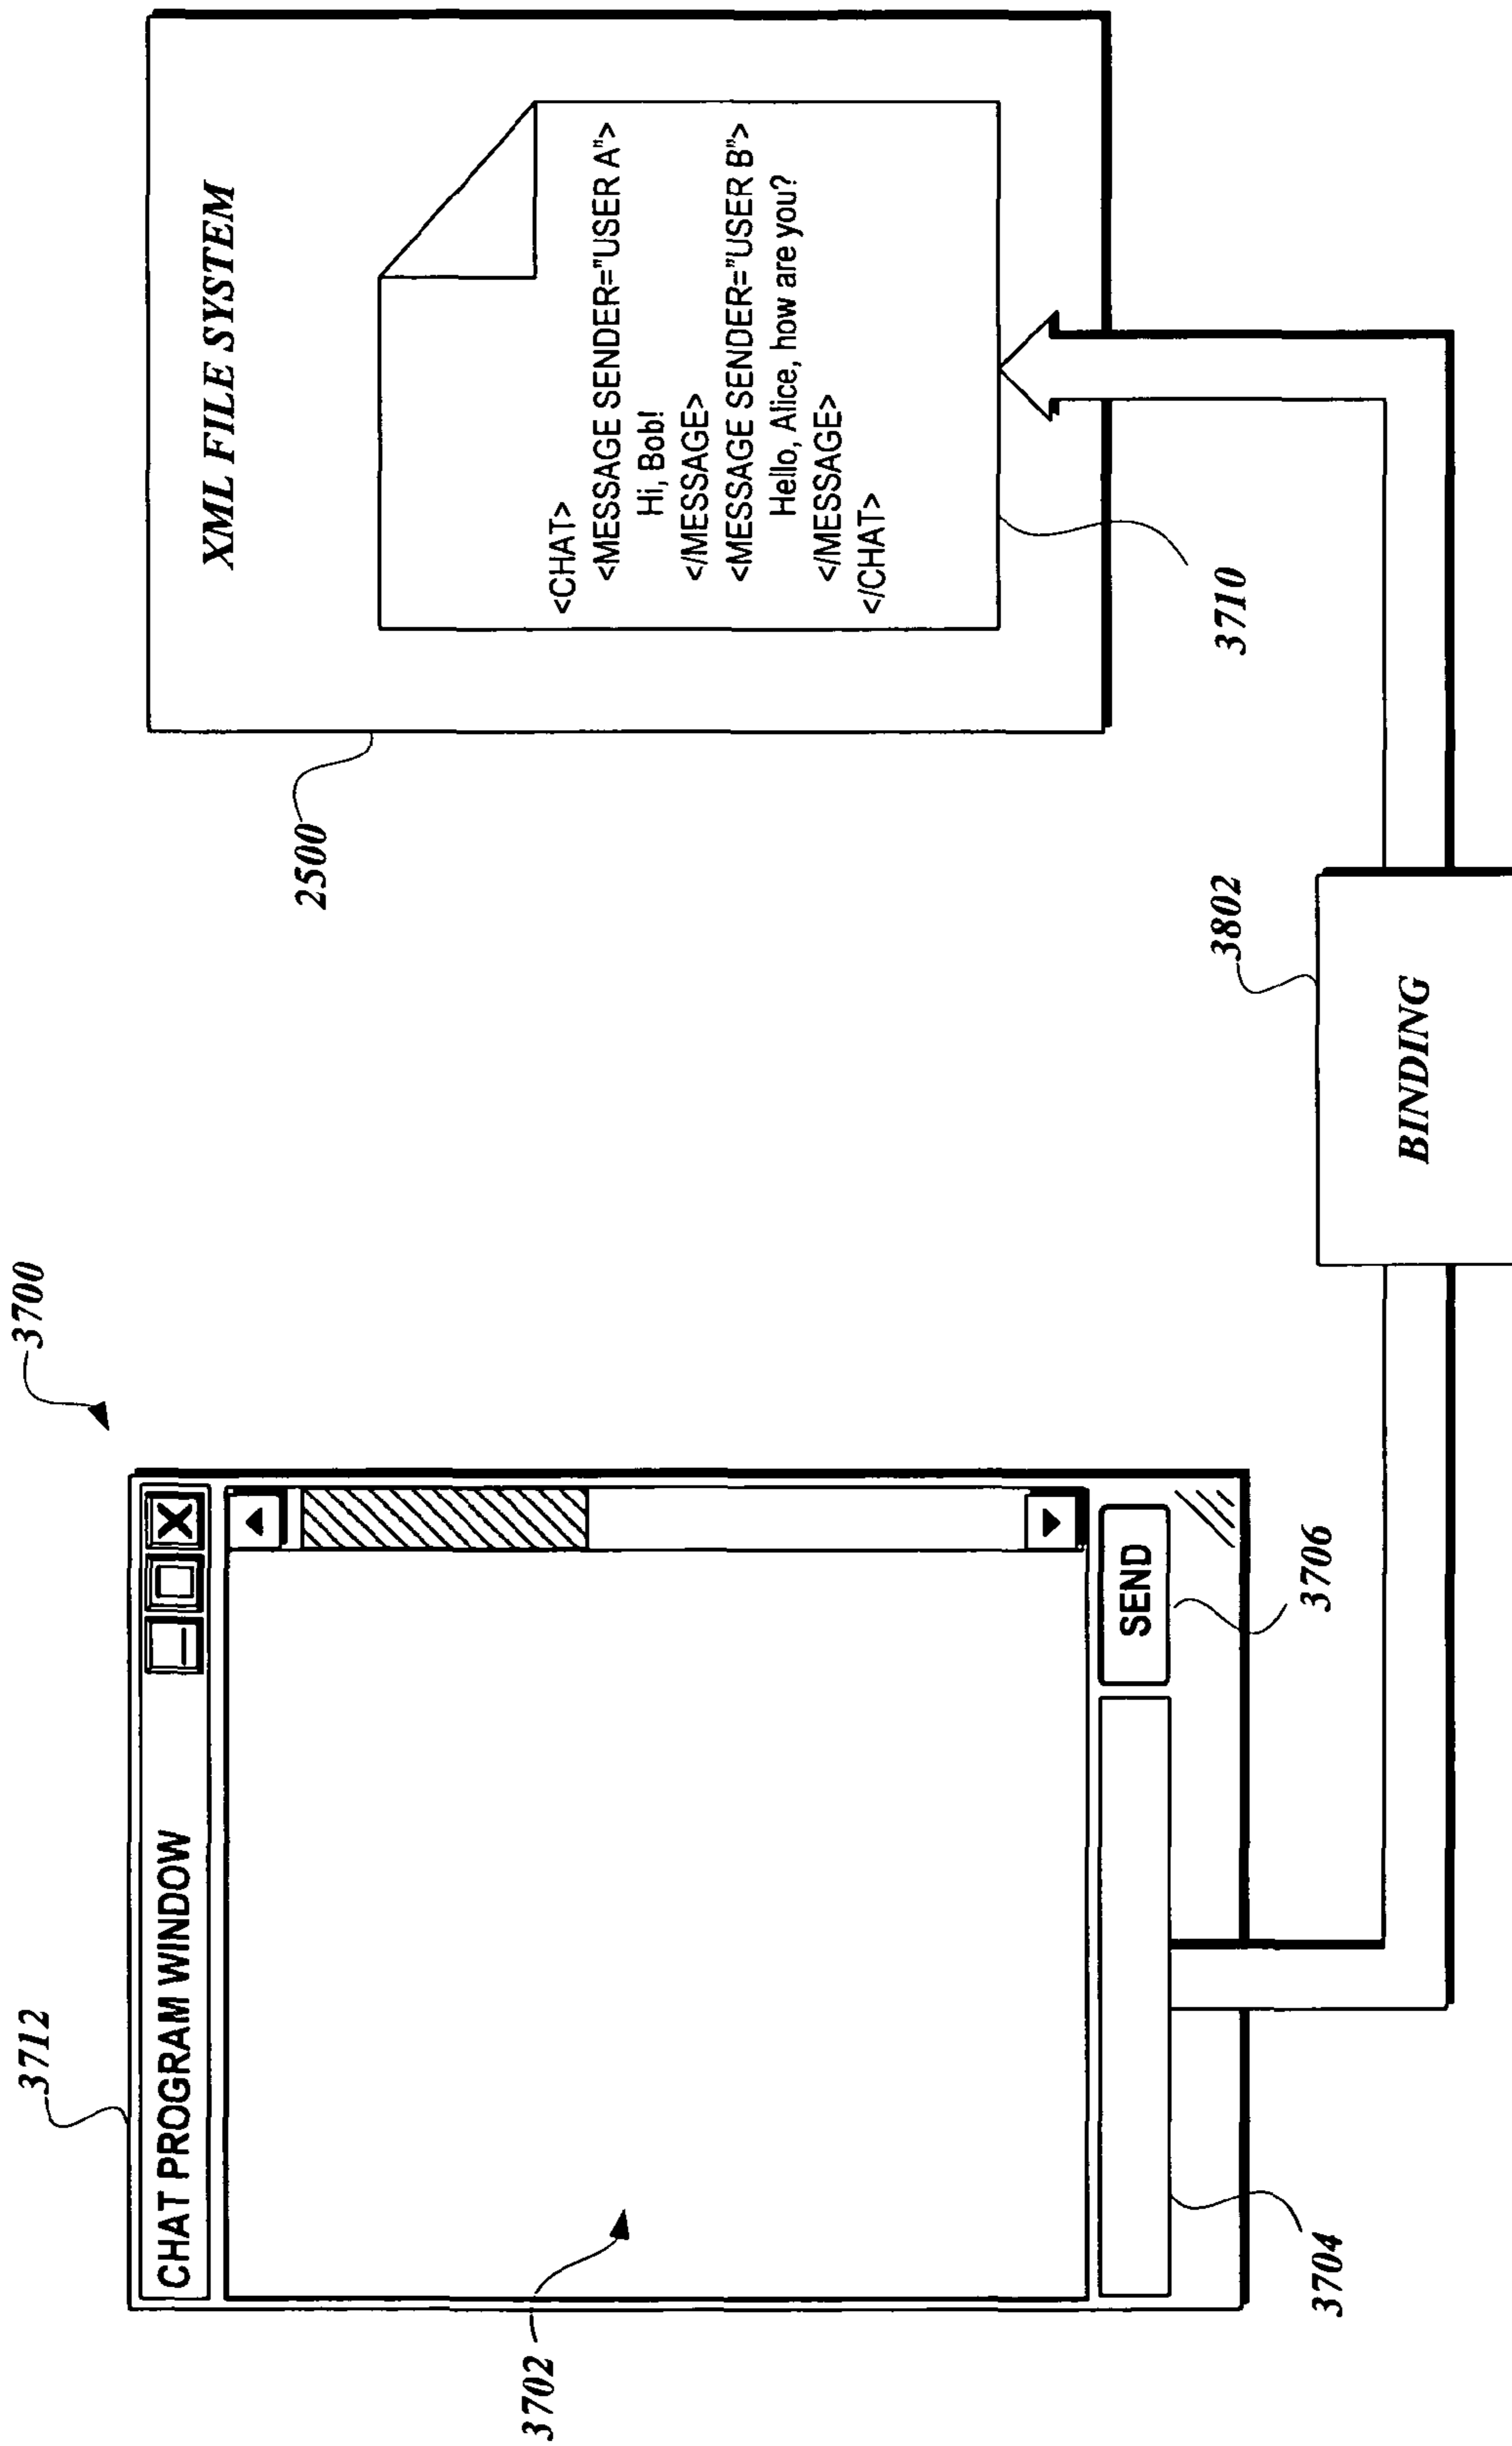 3700
3712
CHAT PROGRAM WINDOW
3702
SEND
3704
3706
XML FILE SYSTEM
2500
<CHAT>
<MESSAGE SENDER="USER A">
Hi, Bob!
</MESSAGE>
<MESSAGE SENDER="USER B">
Hello, Alice, how are you?
</MESSAGE>
</CHAT>
3710
3802
BINDING